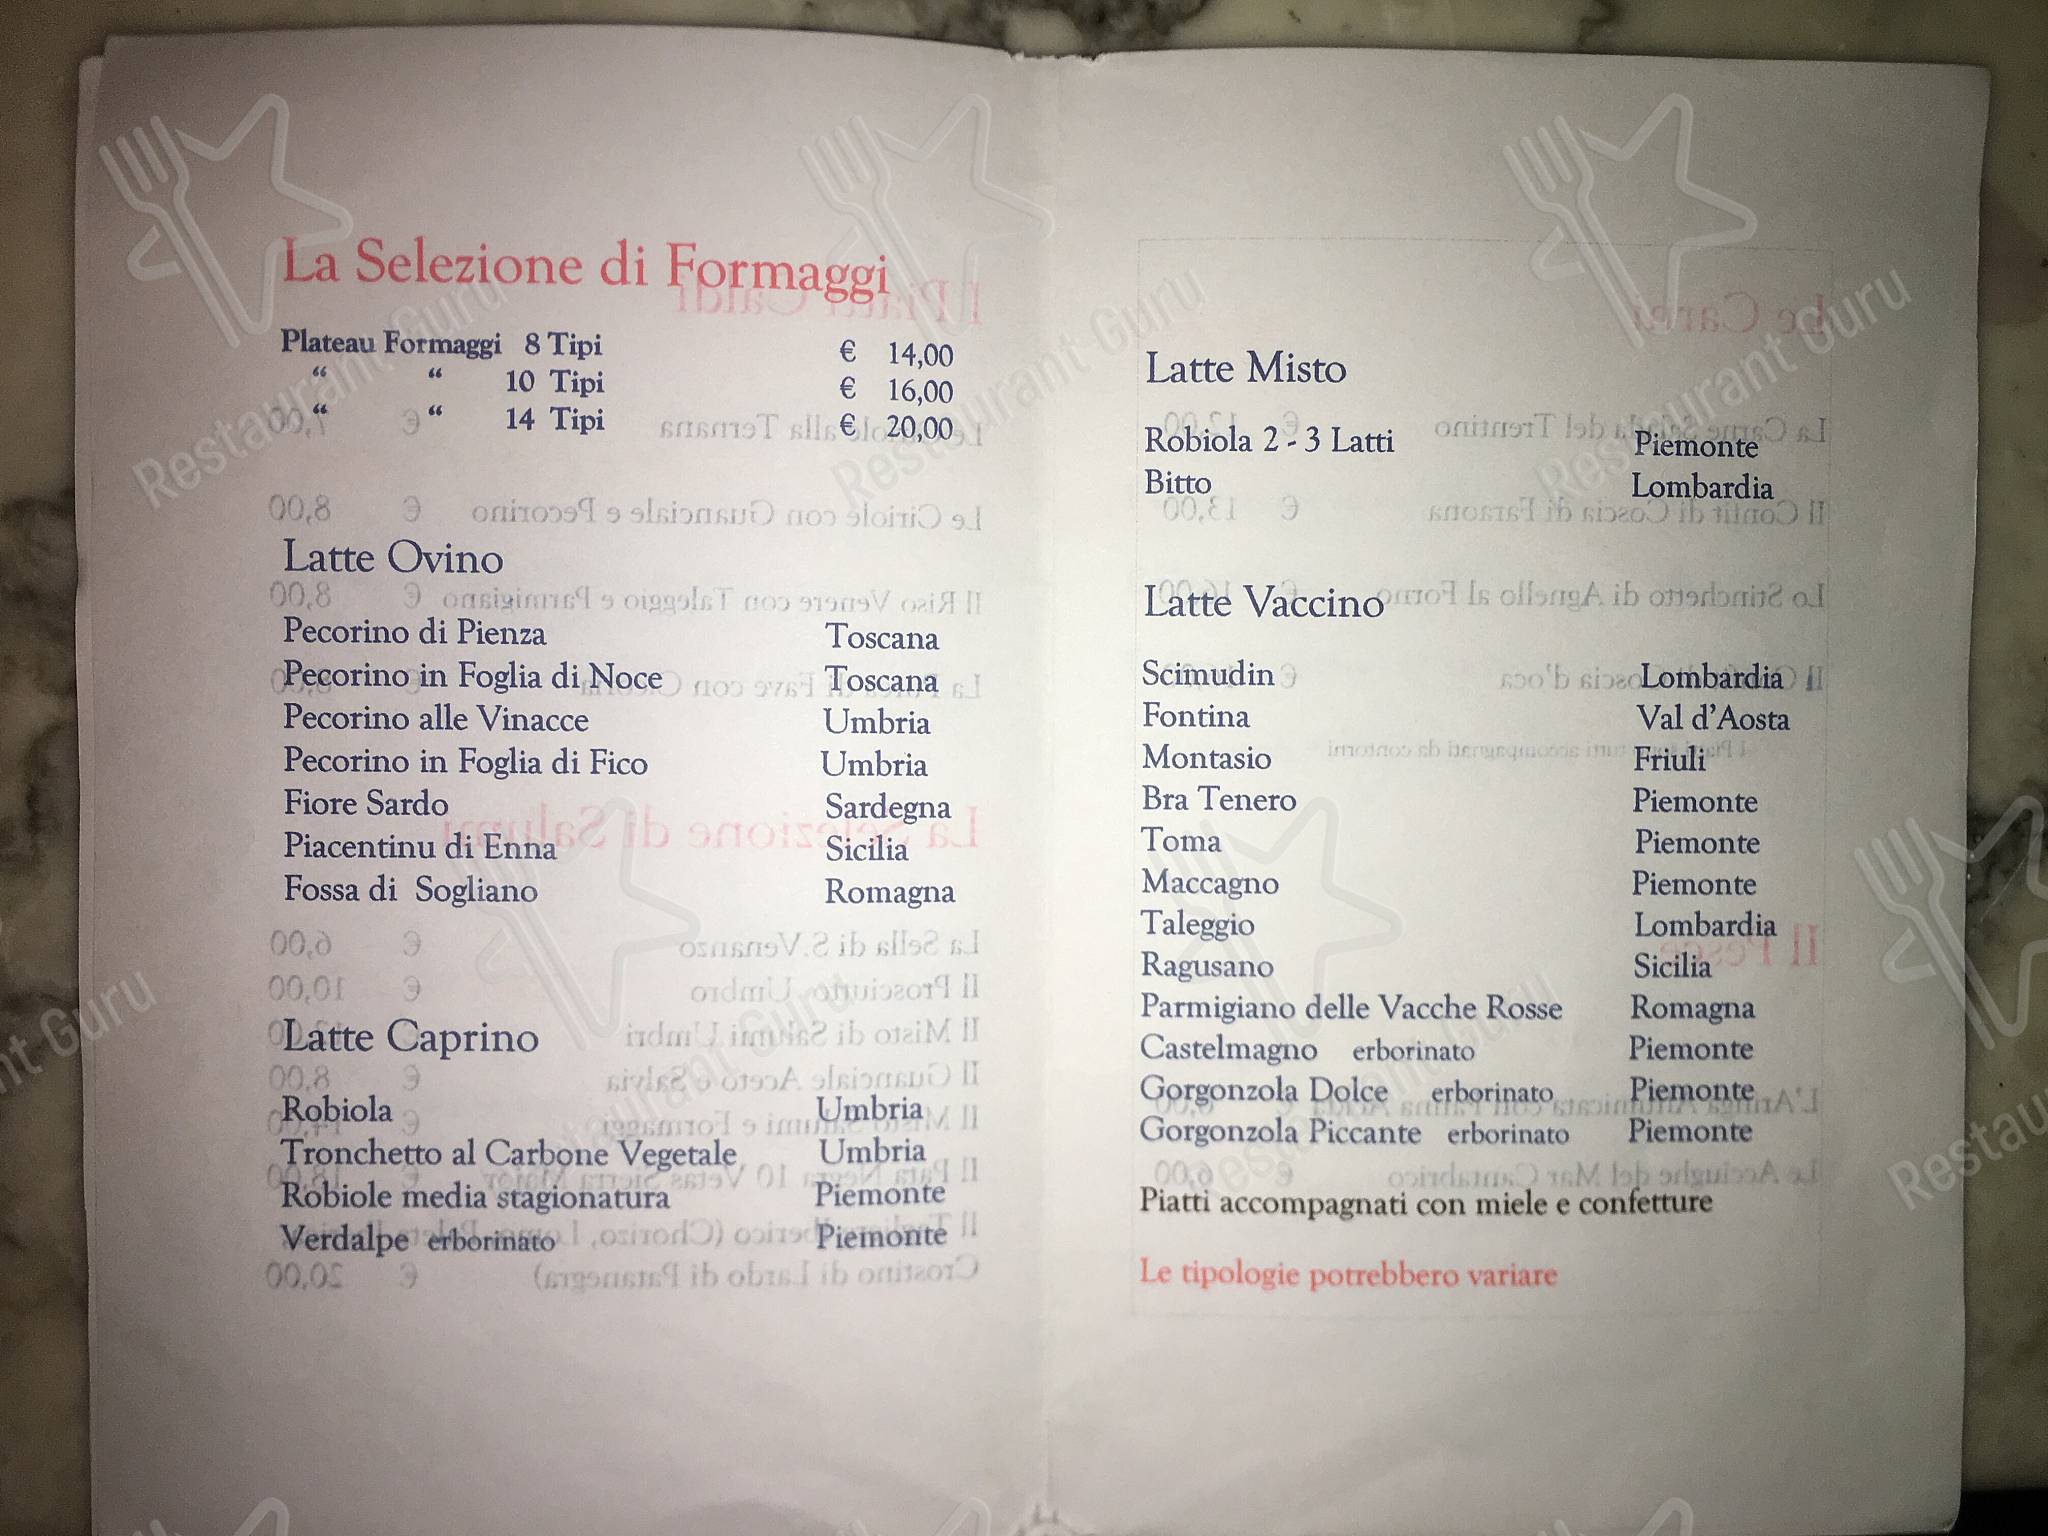 La Selezione di Formaggi
Plateau Formaggi 8 Tipi € 14,00
“ “ 10 Tipi € 16,00
“ “ 14 Tipi € 20,00
Latte Ovino
Pecorino di Pienza Toscana
Pecorino in Foglia di Noce Toscana
Pecorino alle Vinacce Umbria
Pecorino in Foglia di Fico Umbria
Fiore Sardo Sardegna
Piacentinu di Enna Sicilia
Fossa di Sogliano Romagna
Latte Caprino
Robiola Umbria
Tronchetto al Carbone Vegetale Umbria
Robiole media stagionatura Piemonte
Verdalpe erborinato Piemonte
Latte Misto
Robiola 2 - 3 Latti Piemonte
Bitto Lombardia
Latte Vaccino
Scimudin Lombardia
Fontina Val d’Aosta
Montasio Friuli
Bra Tenero Piemonte
Toma Piemonte
Maccagno Piemonte
Taleggio Lombardia
Ragusano Sicilia
Parmigiano delle Vacche Rosse Romagna
Castelmagno erborinato Piemonte
Gorgonzola Dolce erborinato Piemonte
Gorgonzola Piccante erborinato Piemonte
Piatti accompagnati con miele e confetture
Le tipologie potrebbero variare
Restaurant Guru
Restaurant Guru
Restaurant Guru